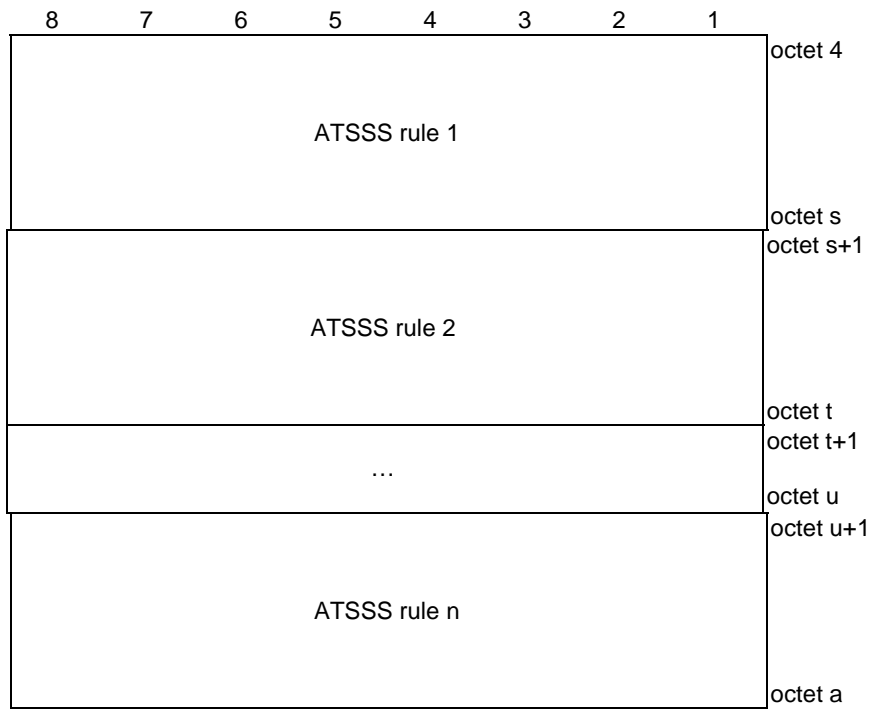 8 7 6 5 4 3 2 1
octet 4
ATSSS rule 1
octet s
octet s+1
ATSSS rule 2
octet t
octet t+1
…
octet u
octet u+1
ATSSS rule n
octet a